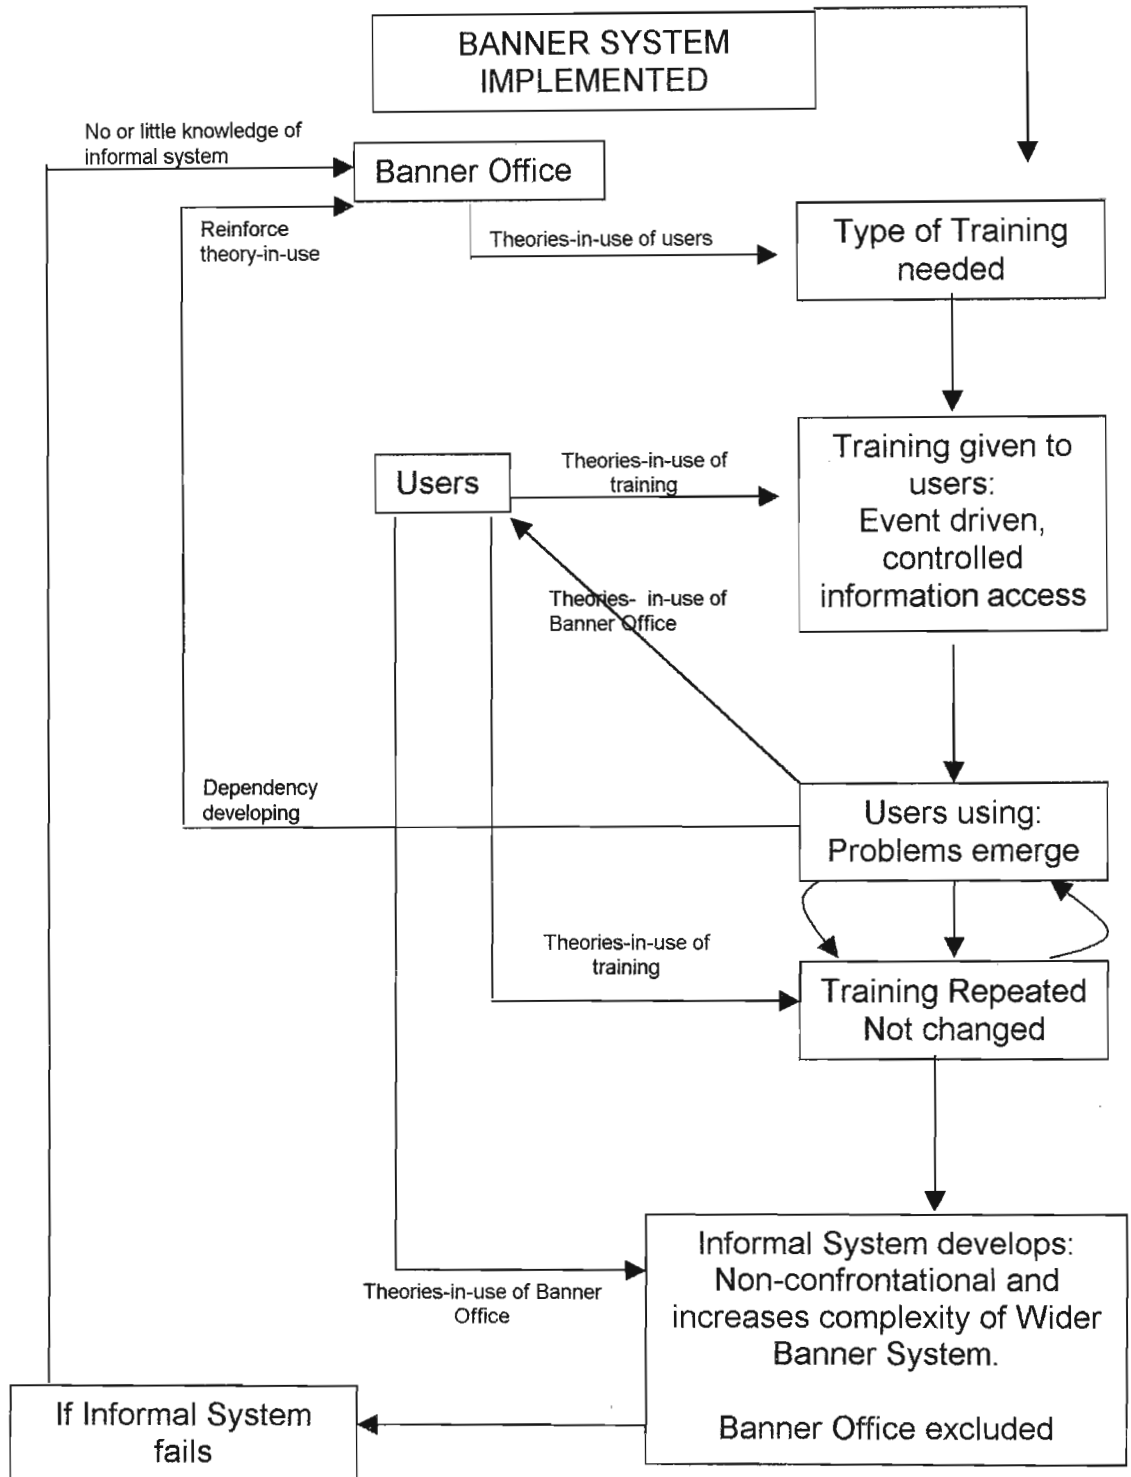 BANNER SYSTEM
IMPLEMENTED
No or little knowledge of
informal system
Banner Office
Reinforce
theory-in-use
Theories-in-use of users
Type of Training
needed
Users
Theories-in-use of
training
Training given to
users:
Event driven,
controlled
information access
Theories- in-use of
Banner Office
Dependency
developing
Users using:
Problems emerge
Theories-in-use of
training
Training Repeated
Not changed
Theories-in-use of Banner
Office
Informal System develops:
Non-confrontational and
increases complexity of Wider
Banner System.
Banner Office excluded
If Informal System
fails